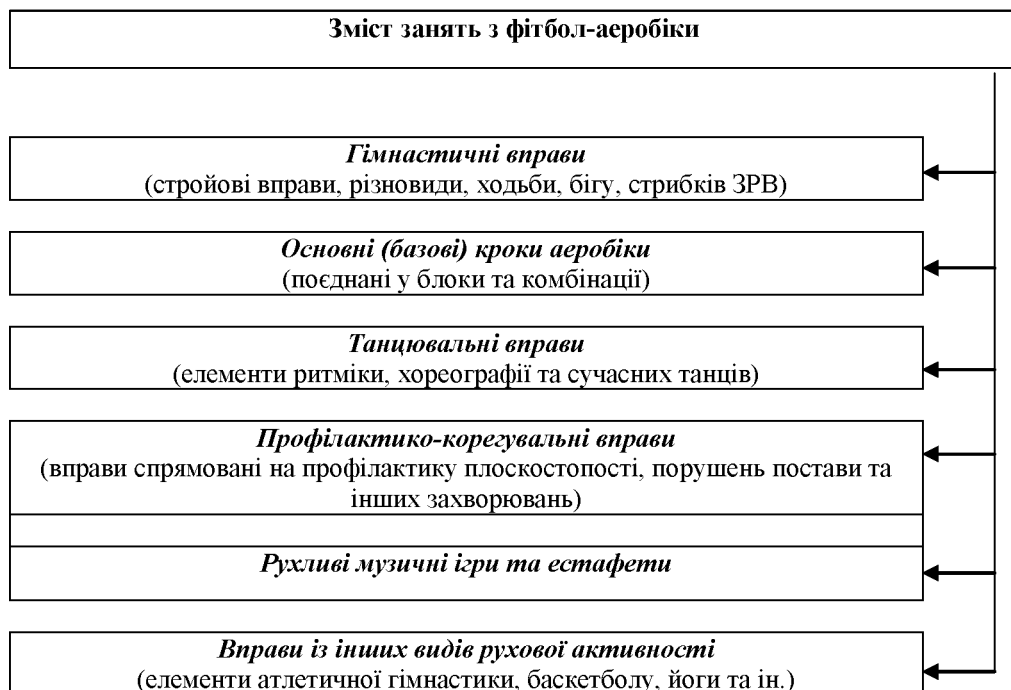 Зміст занять з фітбол-аеробіки
Гімнастичні вправи
(стройові вправи, різновиди, ходьби, бігу, стрибків ЗРВ)
Основні (базові) кроки аеробіки
(поєднані у блоки та комбінації)
Танцювальні вправи
(елементи ритміки, хореографії та сучасних танців)
Профілактико-корегувальні вправи
(вправи спрямовані на профілактику плоскостопості, порушень постави та
інших захворювань)
Рухливі музичні ігри та естафети
Вправи із інших видів рухової активності
(елементи атлетичної гімнастики, баскетболу, йоги та ін.)